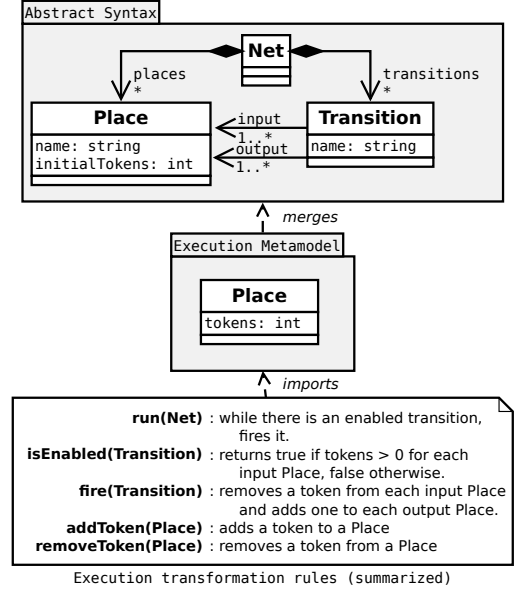 Abstract Syntax
Net
places
*
transitions
*
Place
name: string
initialTokens: int
input
1..*
output
1..*
Transition
name: string
merges
Execution Metamodel
Place
tokens: int
imports
run(Net) : while there is an enabled transition,
fires it.
isEnabled(Transition) : returns true if tokens > 0 for each
input Place, false otherwise.
fire(Transition) : removes a token from each input Place
and adds one to each output Place.
addToken(Place) : adds a token to a Place
removeToken(Place) : removes a token from a Place
Execution transformation rules (summarized)